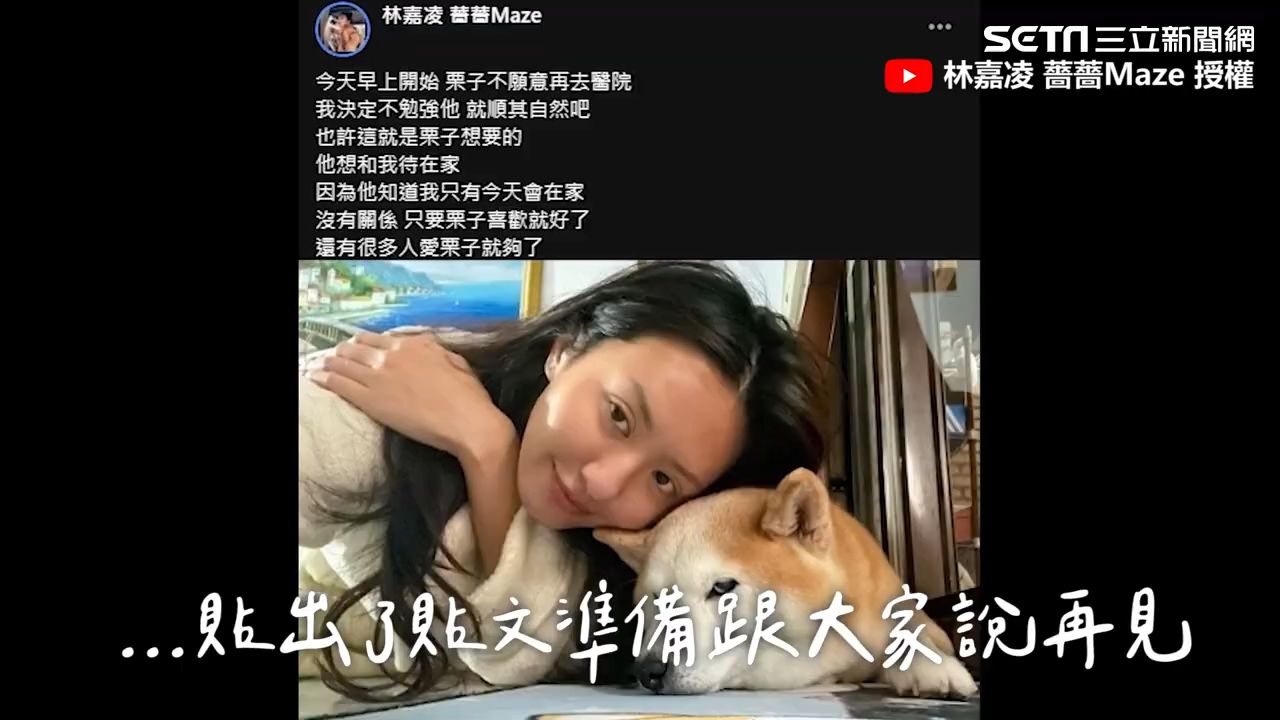 林嘉凌 薔薔Maze
SETN三立新聞網
林嘉凌 薔薔Maze 授權
今天早上開始 栗子不願意再去醫院
我決定不勉強他 就順其自然吧
也許這就是栗子想要的
他想和我待在家
因為他知道我只有今天會在家
沒有關係 只要栗子喜歡就好了
還有很多人愛栗子就夠了
...貼出了貼文準備跟大家說再見